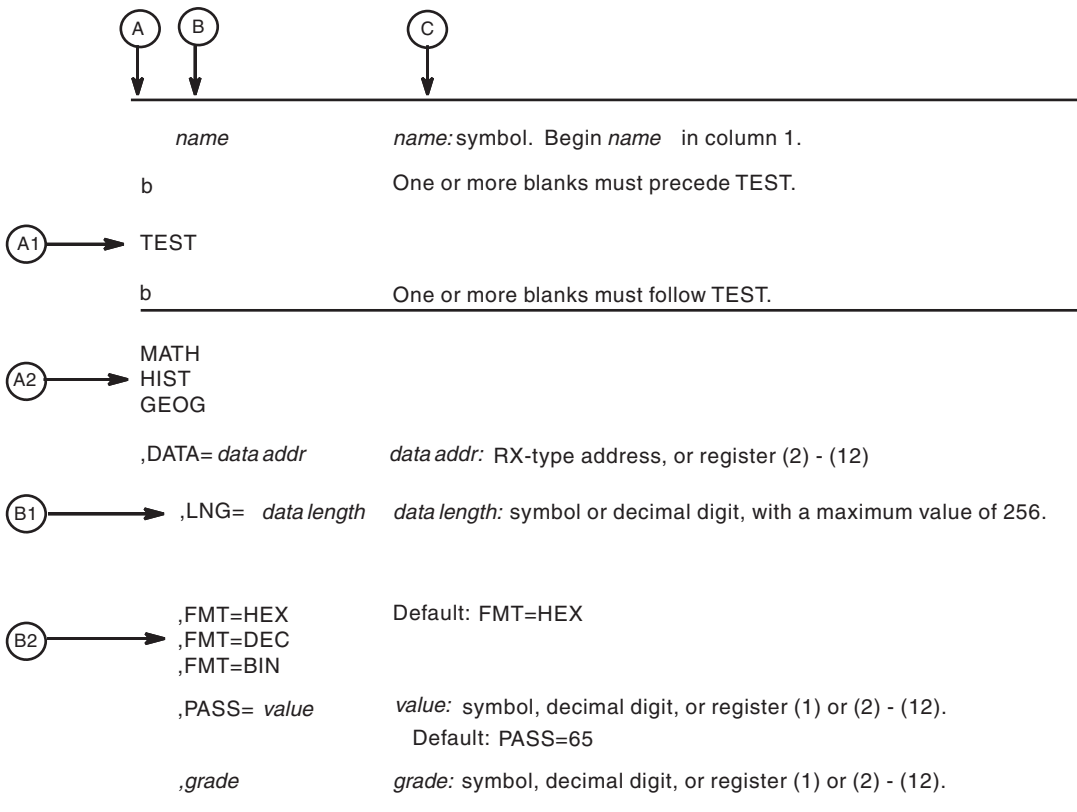 A B C
name name: symbol. Begin name in column 1.
b One or more blanks must precede TEST.
A1 TEST
b One or more blanks must follow TEST.
MATH
A2 HIST
GEOG
,DATA= data addr data addr: RX-type address, or register (2) - (12)
B1 ,LNG= data length data length: symbol or decimal digit, with a maximum value of 256.
,FMT=HEX Default: FMT=HEX
B2 ,FMT=DEC
,FMT=BIN
,PASS= value value: symbol, decimal digit, or register (1) or (2) - (12).
Default: PASS=65
,grade grade: symbol, decimal digit, or register (1) or (2) - (12).